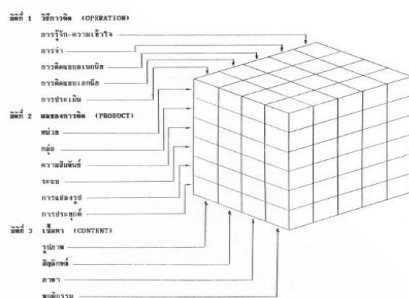 มิติที่ 1 วิธีการคิด (OPERATION)
การรู้จัก-ความเข้าใจ
การจำ
การคิดแบบอเนกนัย
การคิดแบบเอกนัย
การประเมิน
มิติที่ 2 ผลของการคิด (PRODUCT)
หน่วย
กลุ่ม
ความสัมพันธ์
ระบบ
การแปลงรูป
การประยุกต์
มิติที่ 3 เนื้อหา (CONTENT)
รูปภาพ
สัญลักษณ์
ภาษา
พฤติกรรม